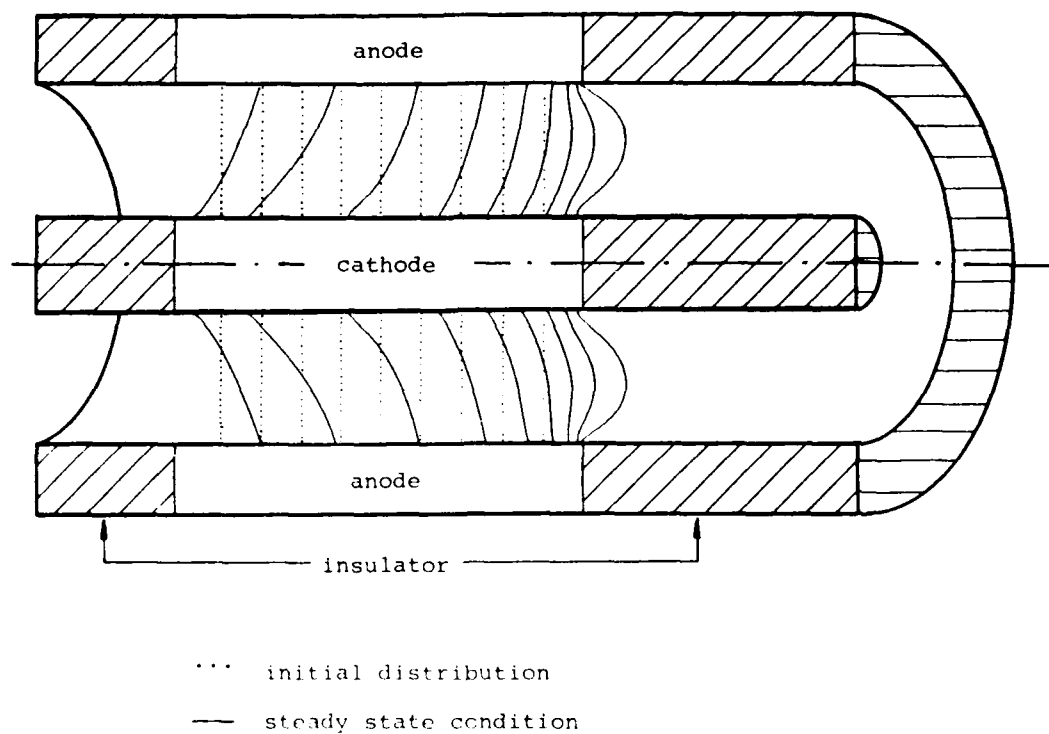 anode
cathode
anode
insulator
··· initial distribution
— steady state condition